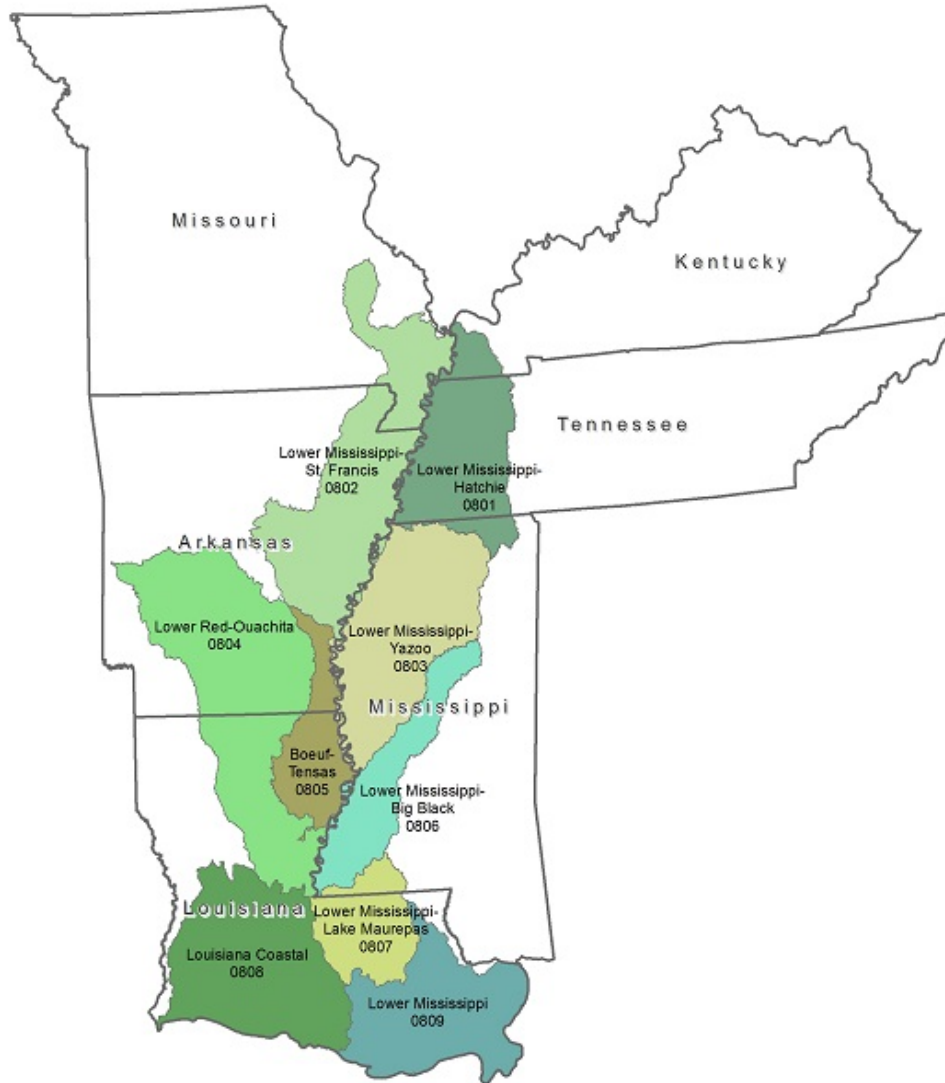 Missouri
Kentucky
Tennessee
Lower Mississippi-
St. Francis
0802
Lower Mississippi-
Hatchie
0801
Arkansas
Lower Red-Ouachita
0804
Lower Mississippi-
Yazoo
0803
Mississippi
Boeuf-
Tensas
0805
Lower Mississippi-
Big Black
0806
Louisiana
Lower Mississippi-
Lake Maurepas
0807
Louisiana Coastal
0808
Lower Mississippi
0809